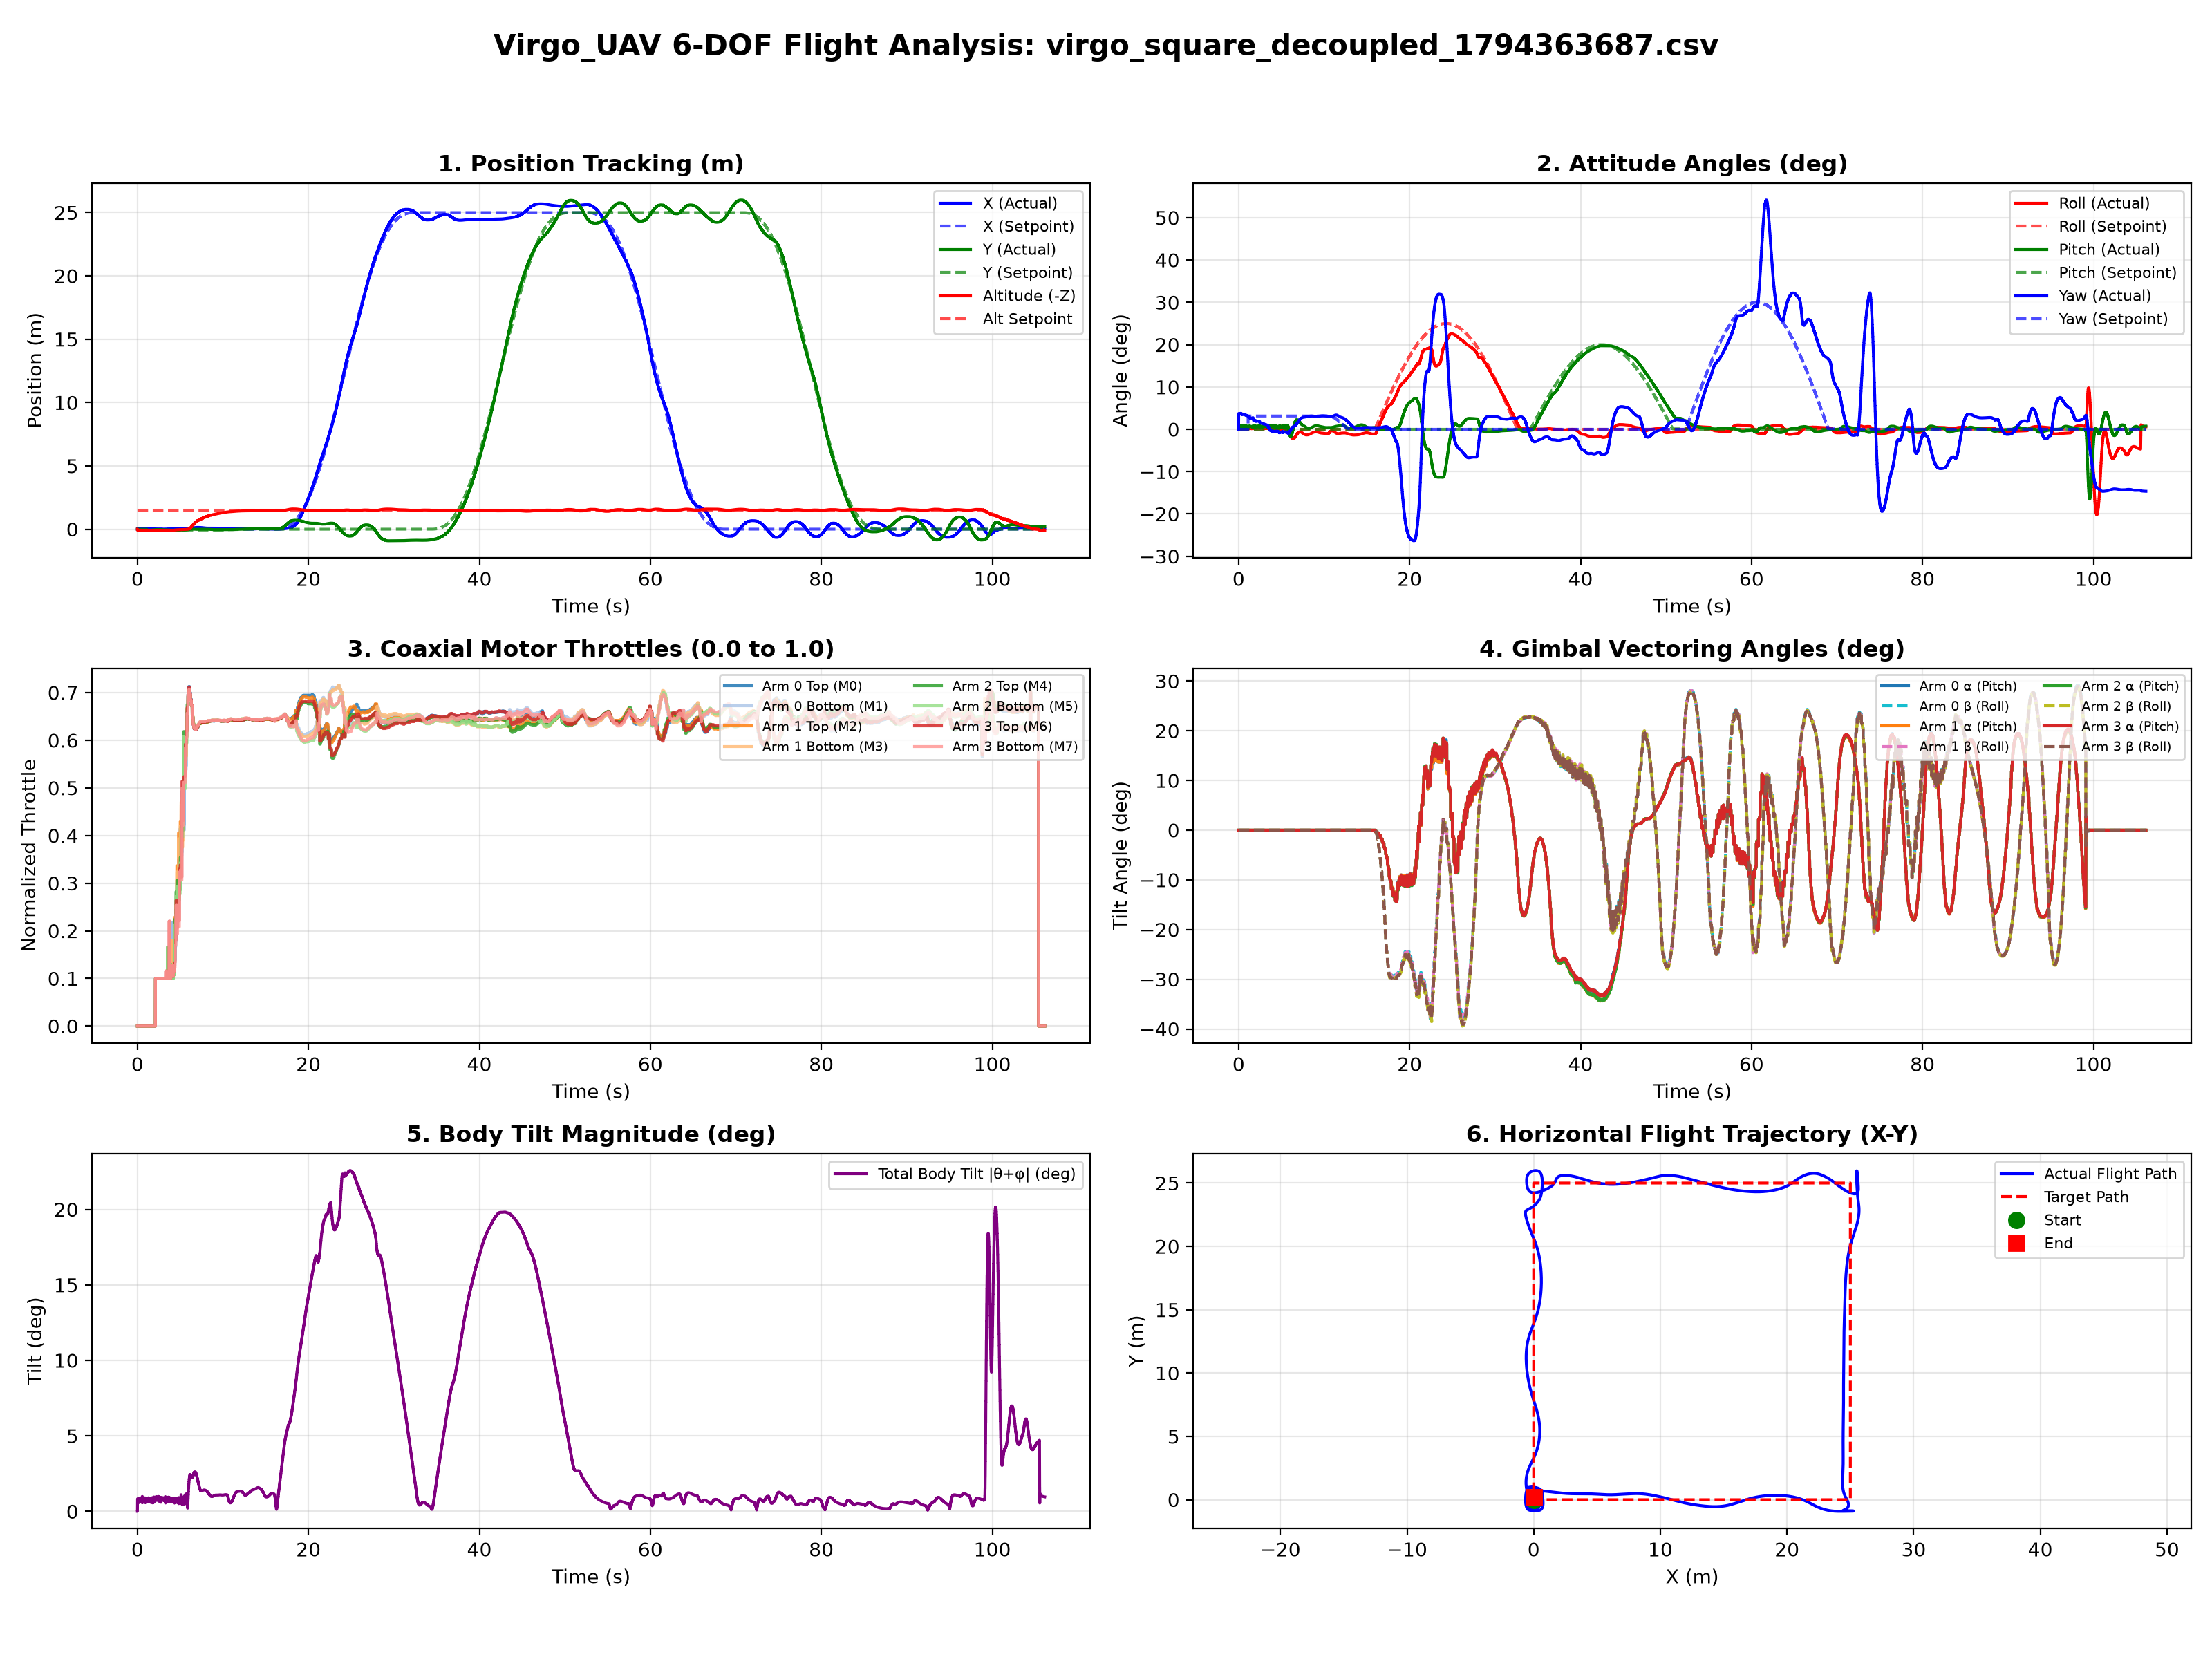 Virgo_UAV 6-DOF Flight Analysis: virgo_square_decoupled_1794363687.csv
1. Position Tracking (m)
Position (m)
25
20
15
10
5
0
0 20 40 60 80 100
Time (s)
X (Actual)
X (Setpoint)
Y (Actual)
Y (Setpoint)
Altitude (-Z)
Alt Setpoint
2. Attitude Angles (deg)
Angle (deg)
50
40
30
20
10
0
−10
−20
−30
0 20 40 60 80 100
Time (s)
Roll (Actual)
Roll (Setpoint)
Pitch (Actual)
Pitch (Setpoint)
Yaw (Actual)
Yaw (Setpoint)
3. Coaxial Motor Throttles (0.0 to 1.0)
Normalized Throttle
0.7
0.6
0.5
0.4
0.3
0.2
0.1
0.0
0 20 40 60 80 100
Time (s)
Arm 0 Top (M0)
Arm 0 Bottom (M1)
Arm 1 Top (M2)
Arm 1 Bottom (M3)
Arm 2 Top (M4)
Arm 2 Bottom (M5)
Arm 3 Top (M6)
Arm 3 Bottom (M7)
4. Gimbal Vectoring Angles (deg)
Tilt Angle (deg)
30
20
10
0
−10
−20
−30
−40
0 20 40 60 80 100
Time (s)
Arm 0 α (Pitch)
Arm 0 β (Roll)
Arm 1 α (Pitch)
Arm 1 β (Roll)
Arm 2 α (Pitch)
Arm 2 β (Roll)
Arm 3 α (Pitch)
Arm 3 β (Roll)
5. Body Tilt Magnitude (deg)
Tilt (deg)
20
15
10
5
0
0 20 40 60 80 100
Time (s)
Total Body Tilt |θ+φ| (deg)
6. Horizontal Flight Trajectory (X-Y)
Y (m)
25
20
15
10
5
0
−20 −10 0 10 20 30 40 50
X (m)
Actual Flight Path
Target Path
Start
End